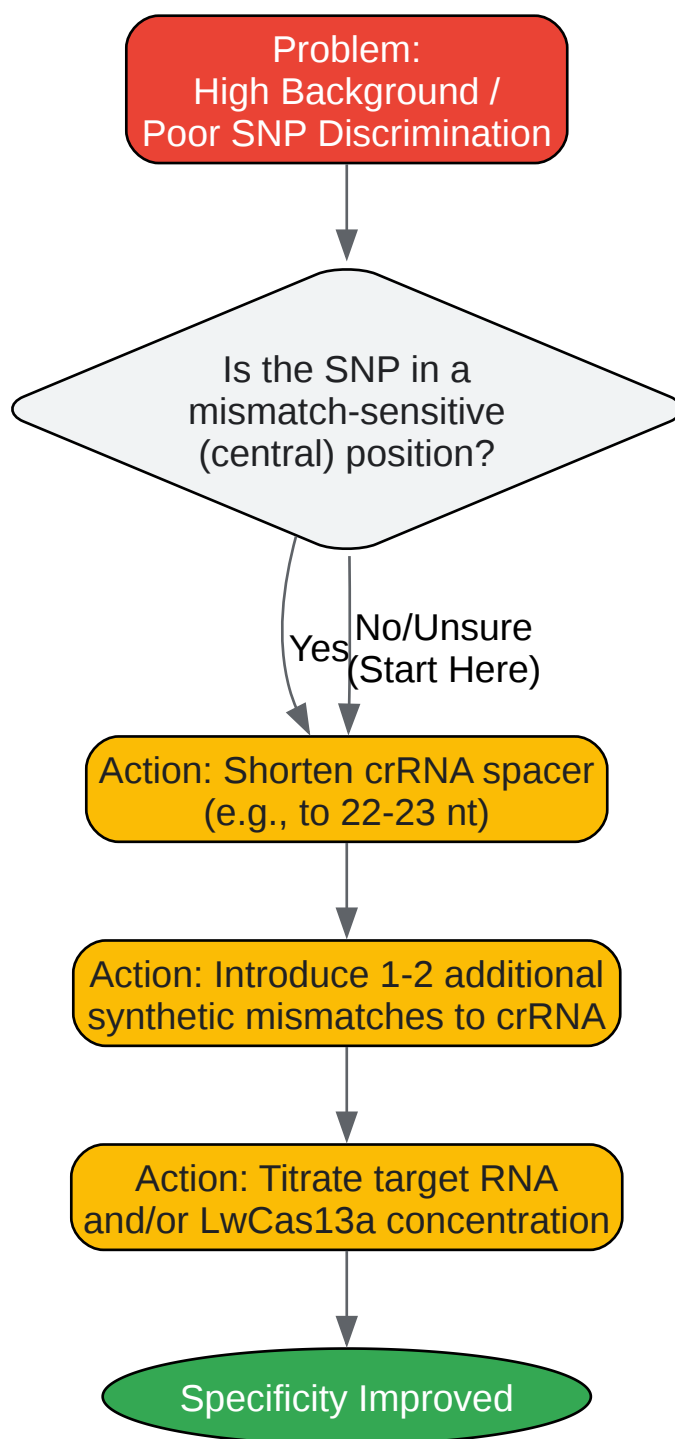 Problem:
High Background /
Poor SNP Discrimination
Is the SNP in a
mismatch-sensitive
(central) position?
Yes
No/Unsure
(Start Here)
Action: Shorten crRNA spacer
(e.g., to 22-23 nt)
Action: Introduce 1-2 additional
synthetic mismatches to crRNA
Action: Titrate target RNA
and/or LwCas13a concentration
Specificity Improved